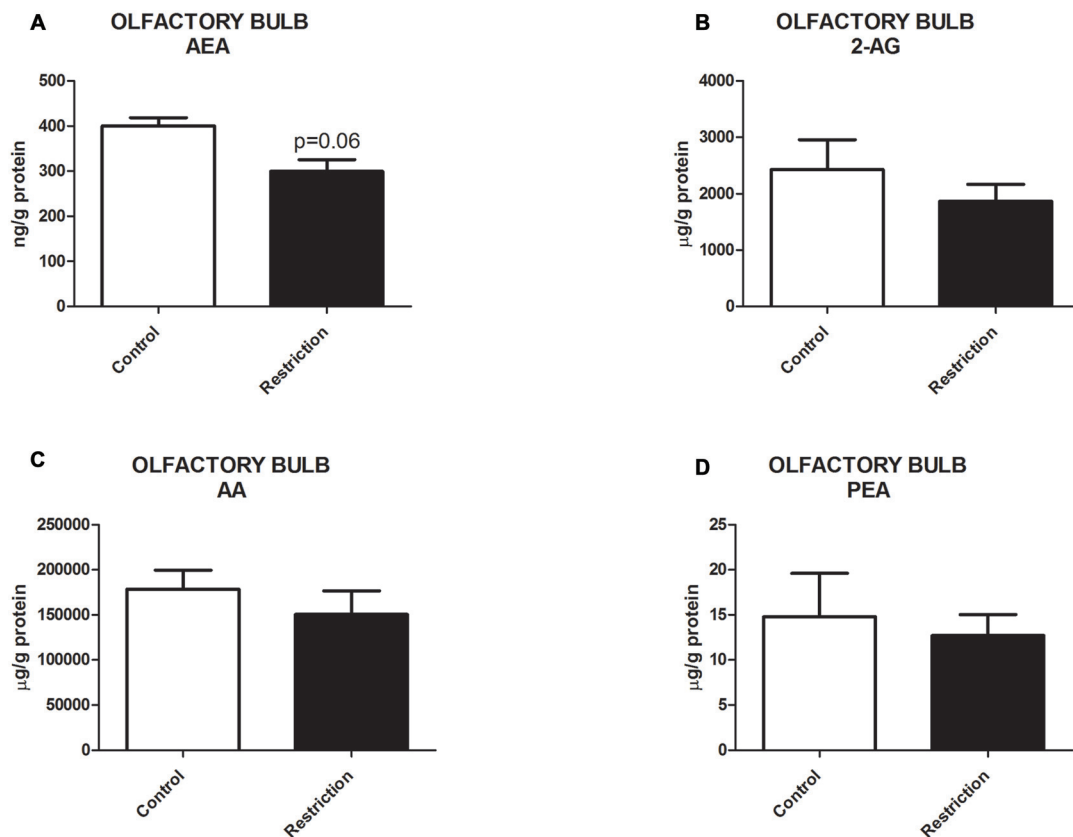 A
OLFACTORY BULB
AEA
500
400
300
200
100
0
ng/g protein
p=0.06
Control
Restriction
B
OLFACTORY BULB
2-AG
4000
3000
2000
1000
0
μg/g protein
Control
Restriction
C
OLFACTORY BULB
AA
250000
200000
150000
100000
50000
0
μg/g protein
Control
Restriction
D
OLFACTORY BULB
PEA
25
20
15
10
5
0
μg/g protein
Control
Restriction